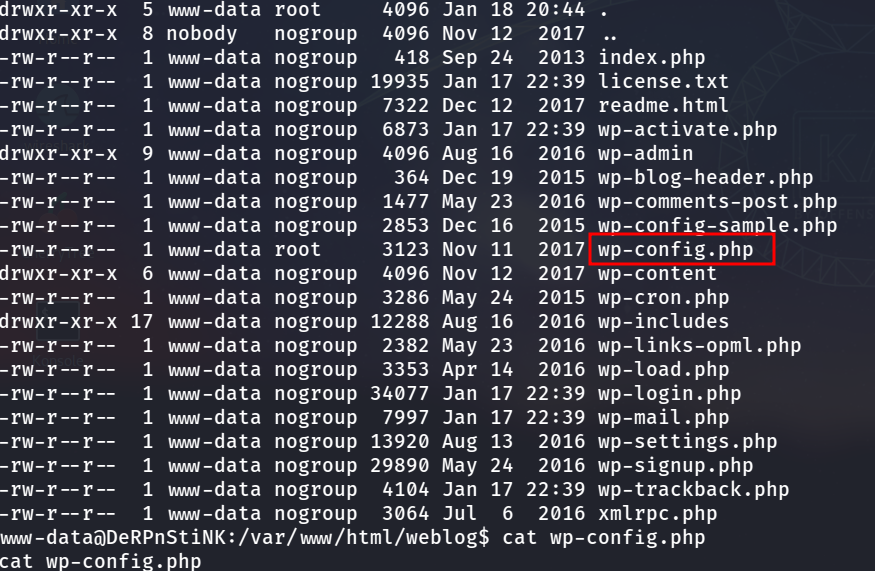 drwxr-xr-x  5 www-data root     4096 Jan 18 20:44 .
drwxr-xr-x  8 nobody   nogroup  4096 Nov 12  2017 ..
-rw-r--r--  1 www-data nogroup   418 Sep 24  2013 index.php
-rw-r--r--  1 www-data nogroup 19935 Jan 17 22:39 license.txt
-rw-r--r--  1 www-data nogroup  7322 Dec 12  2017 readme.html
-rw-r--r--  1 www-data nogroup  6873 Jan 17 22:39 wp-activate.php
drwxr-xr-x  9 www-data nogroup  4096 Aug 16  2016 wp-admin
-rw-r--r--  1 www-data nogroup   364 Dec 19  2015 wp-blog-header.php
-rw-r--r--  1 www-data nogroup  1477 May 23  2016 wp-comments-post.php
-rw-r--r--  1 www-data nogroup  2853 Dec 16  2015 wp-config-sample.php
-rw-r--r--  1 www-data root     3123 Nov 11  2017 wp-config.php
drwxr-xr-x  6 www-data nogroup  4096 Nov 12  2017 wp-content
-rw-r--r--  1 www-data nogroup  3286 May 24  2015 wp-cron.php
drwxr-xr-x 17 www-data nogroup 12288 Aug 16  2016 wp-includes
-rw-r--r--  1 www-data nogroup  2382 May 23  2016 wp-links-opml.php
-rw-r--r--  1 www-data nogroup  3353 Apr 14  2016 wp-load.php
-rw-r--r--  1 www-data nogroup 34077 Jan 17 22:39 wp-login.php
-rw-r--r--  1 www-data nogroup  7997 Jan 17 22:39 wp-mail.php
-rw-r--r--  1 www-data nogroup 13920 Aug 13  2016 wp-settings.php
-rw-r--r--  1 www-data nogroup 29890 May 24  2016 wp-signup.php
-rw-r--r--  1 www-data nogroup  4104 Jan 17 22:39 wp-trackback.php
-rw-r--r--  1 www-data nogroup  3064 Jul  6  2016 xmlrpc.php
www-data@DeRPnStiNK:/var/www/html/weblog$ cat wp-config.php
cat wp-config.php